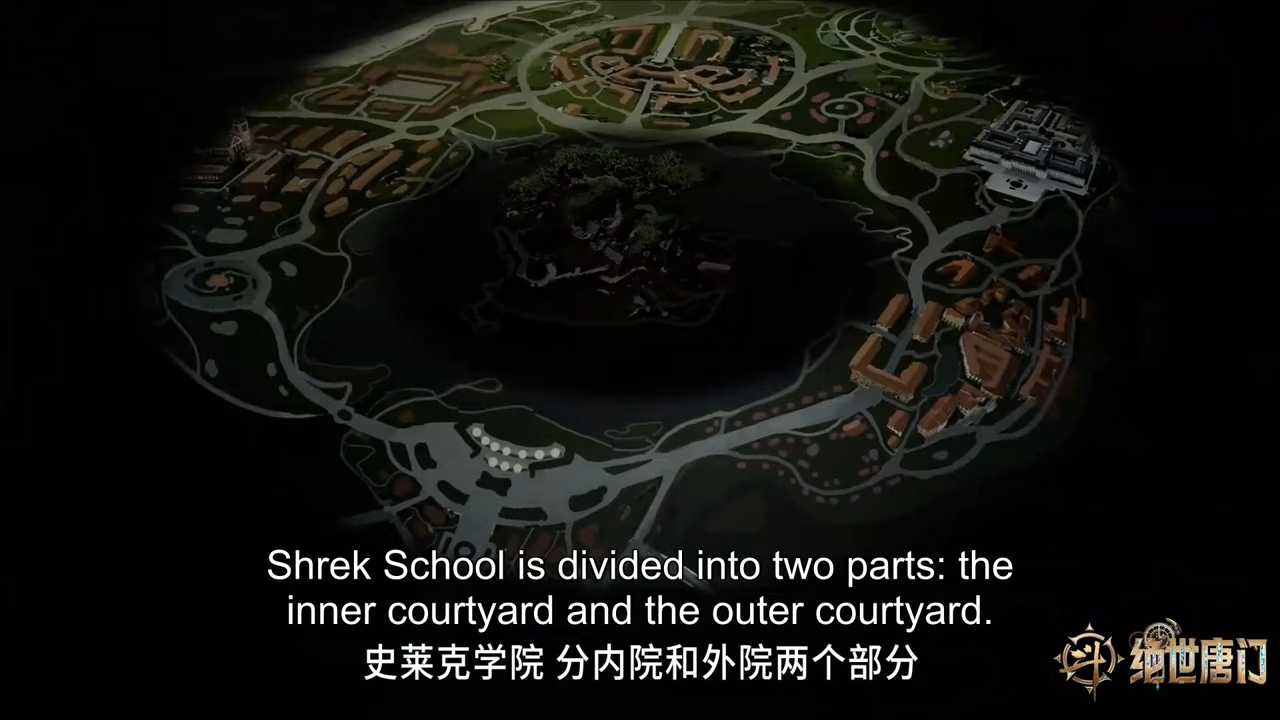 Shrek School is divided into two parts: the
inner courtyard and the outer courtyard.
史莱克学院 分内院和外院两个部分
斗 绝世唐门